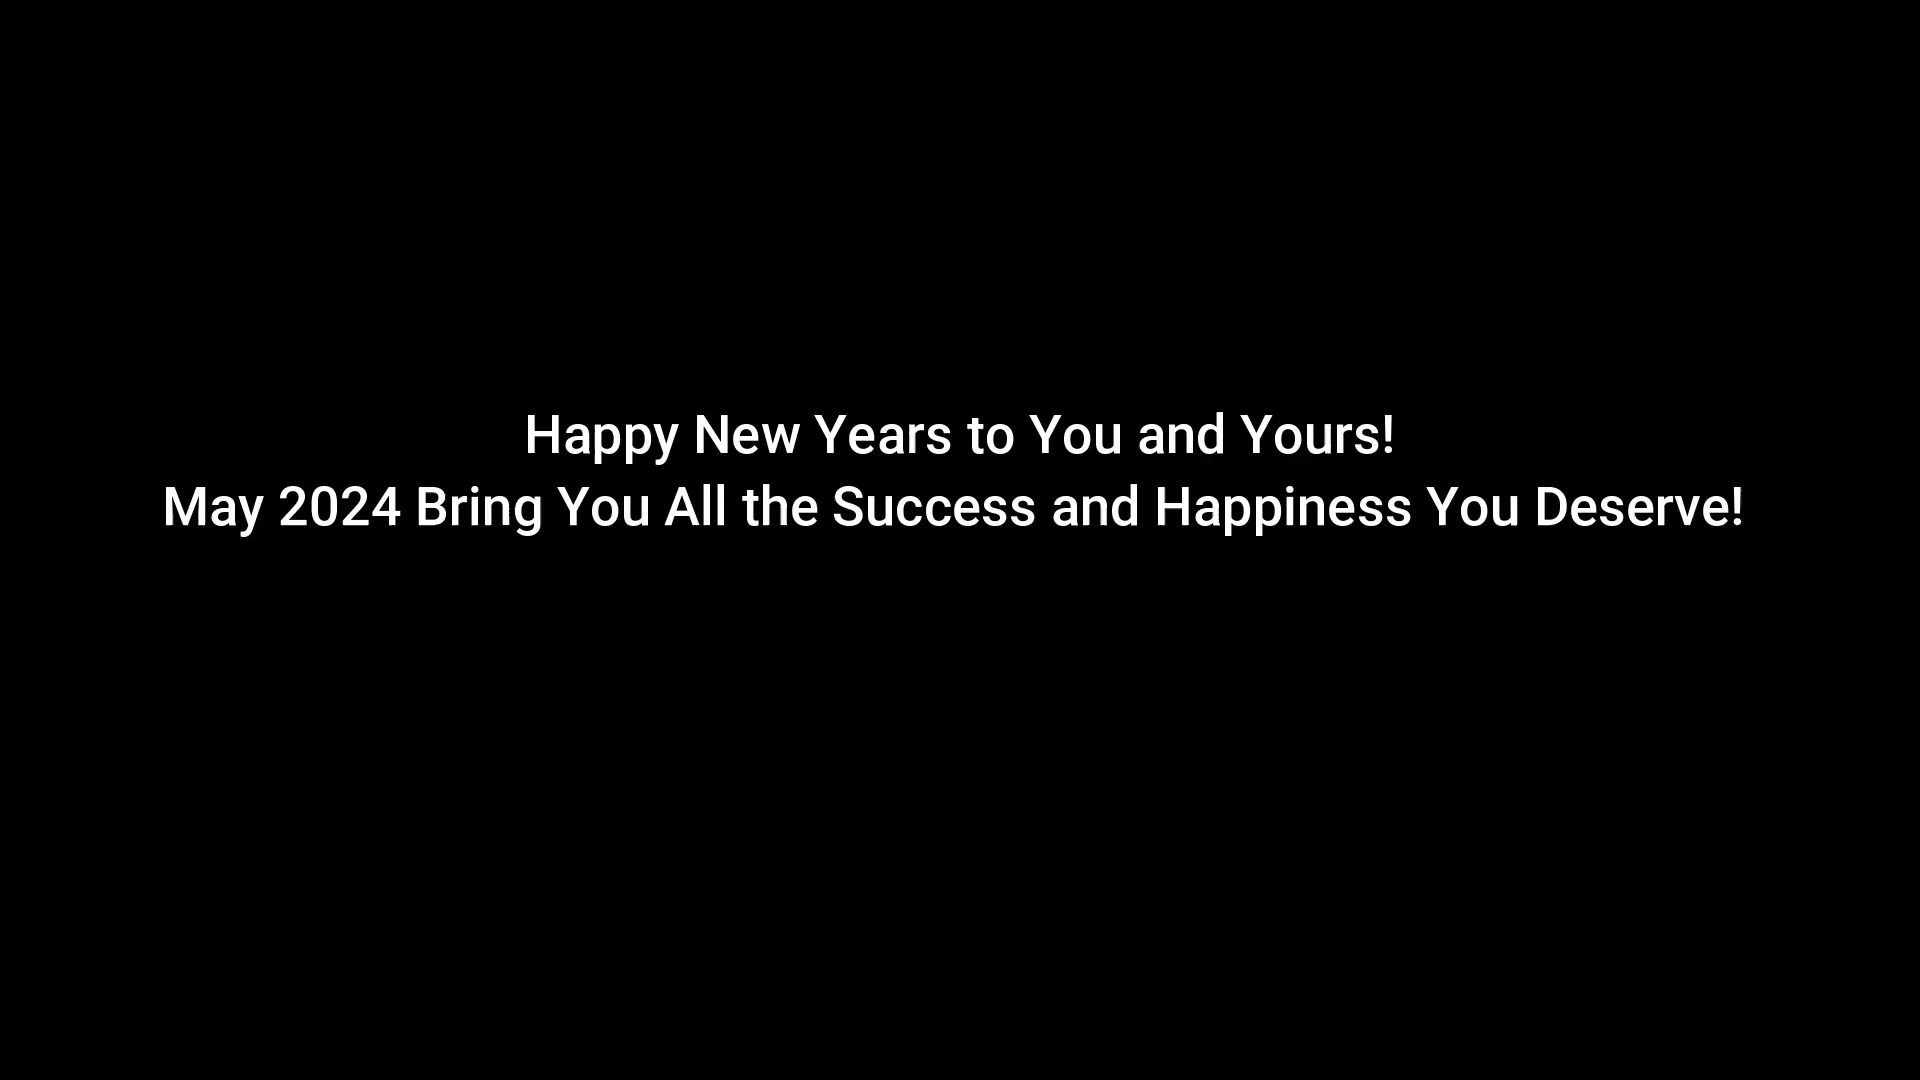 Happy New Years to You and Yours!
May 2024 Bring You All the Success and Happiness You Deserve!